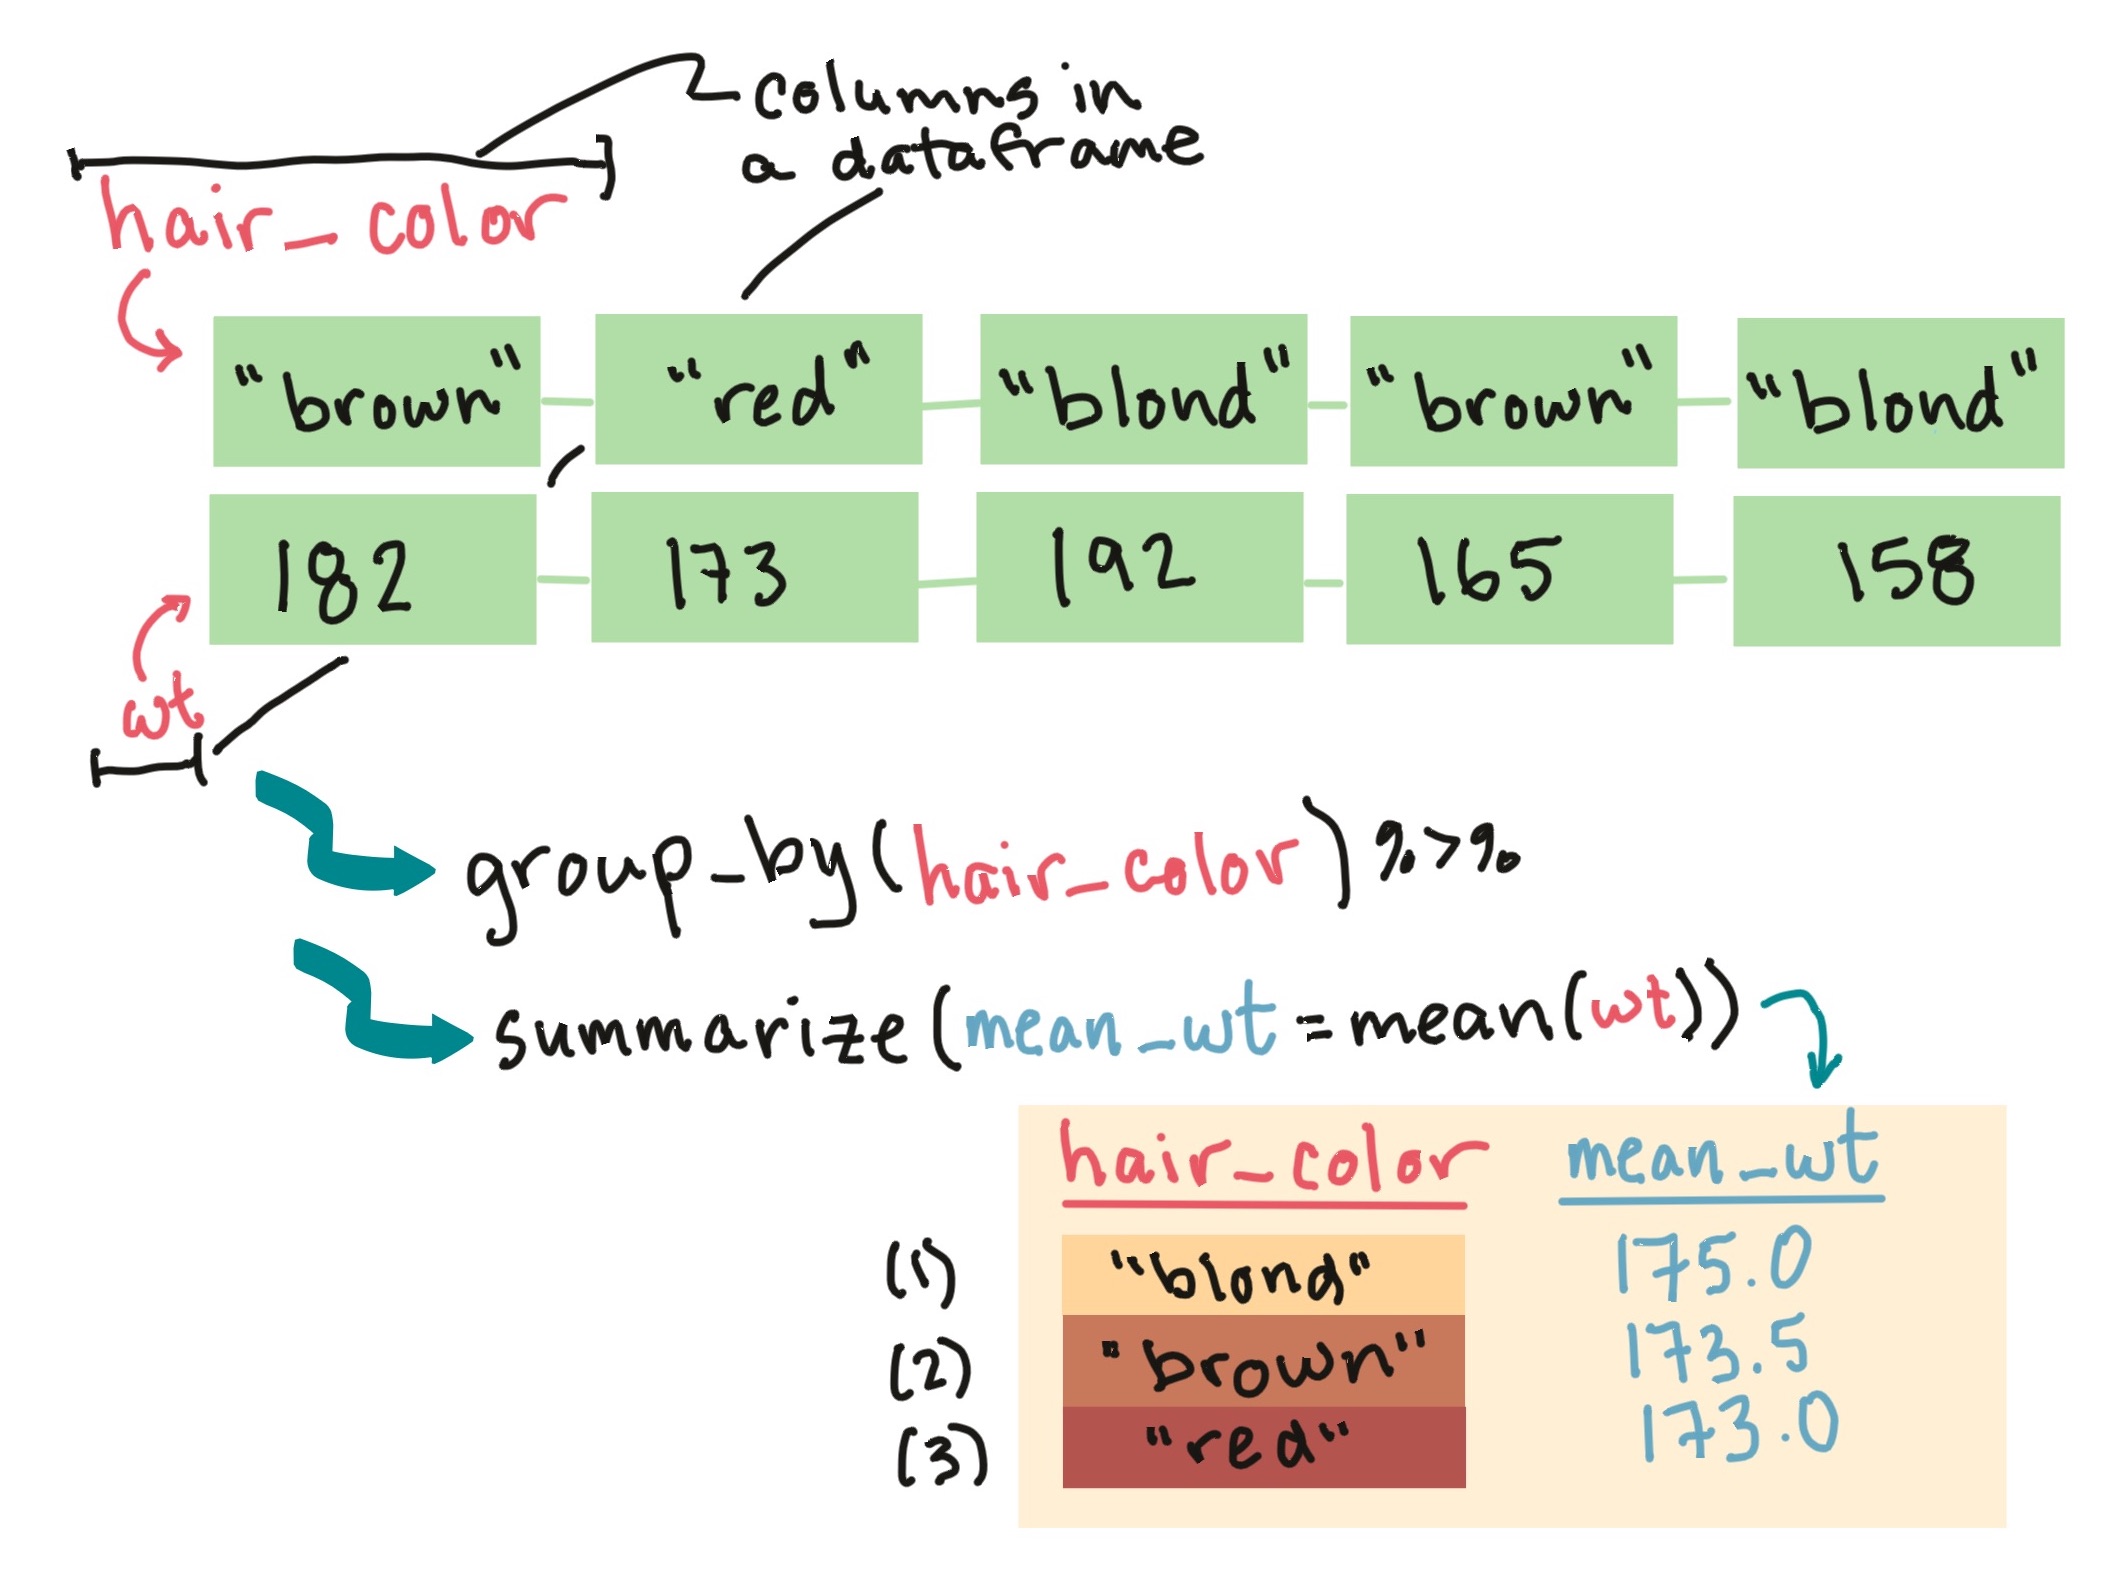 columns in
a dataframe
hair_color
"brown" "red" "blond" "brown" "blond"
182 173 192 165 158
wt
group_by(hair_color) %>%
summarize(mean_wt = mean(wt))
hair_color mean_wt
(1) "blond" 175.0
(2) "brown" 173.5
(3) "red" 173.0